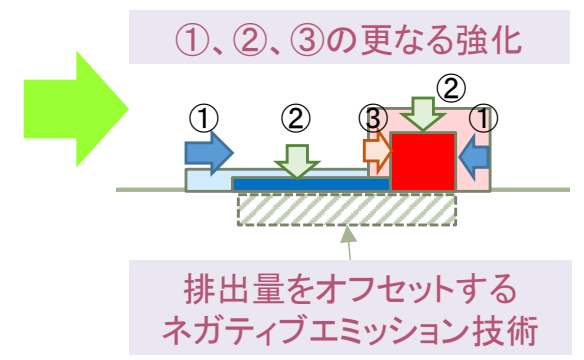 ①、②、③の更なる強化
②
① ② ③ ①
排出量をオフセットする
ネガティブエミッション技術